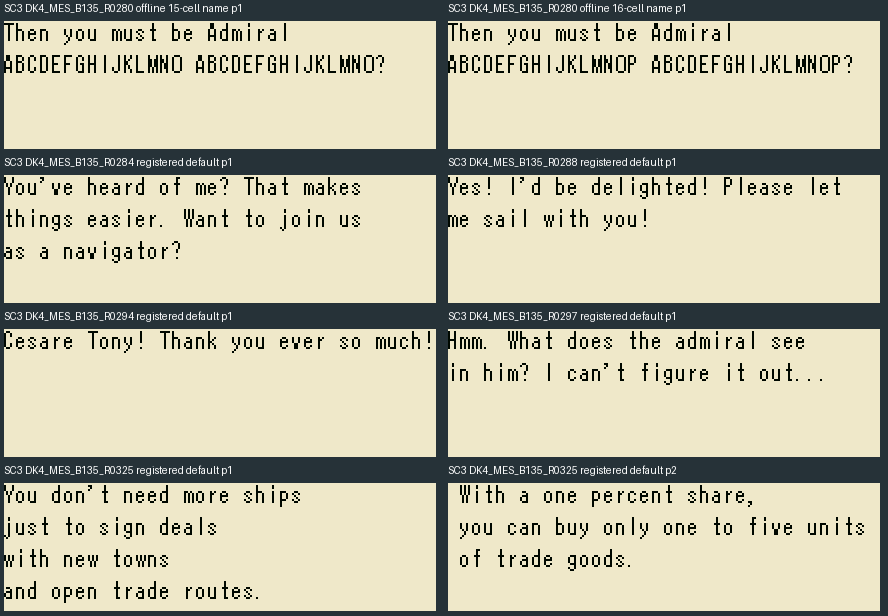 SC3 DK4_MES_B135_R0280 offline 15-cell name p1
Then you must be Admiral
ABCDEFGHIJKLMNO ABCDEFGHIJKLMNO?
SC3 DK4_MES_B135_R0280 offline 16-cell name p1
Then you must be Admiral
ABCDEFGHIJKLMNOP ABCDEFGHIJKLMNOP?
SC3 DK4_MES_B135_R0284 registered default p1
You've heard of me? That makes
things easier. Want to join us
as a navigator?
SC3 DK4_MES_B135_R0288 registered default p1
Yes! I'd be delighted! Please let
me sail with you!
SC3 DK4_MES_B135_R0294 registered default p1
Cesare Tony! Thank you ever so much!
SC3 DK4_MES_B135_R0297 registered default p1
Hmm. What does the admiral see
in him? I can't figure it out...
SC3 DK4_MES_B135_R0325 registered default p1
You don't need more ships
just to sign deals
with new towns
and open trade routes.
SC3 DK4_MES_B135_R0325 registered default p2
With a one percent share,
you can buy only one to five units
of trade goods.